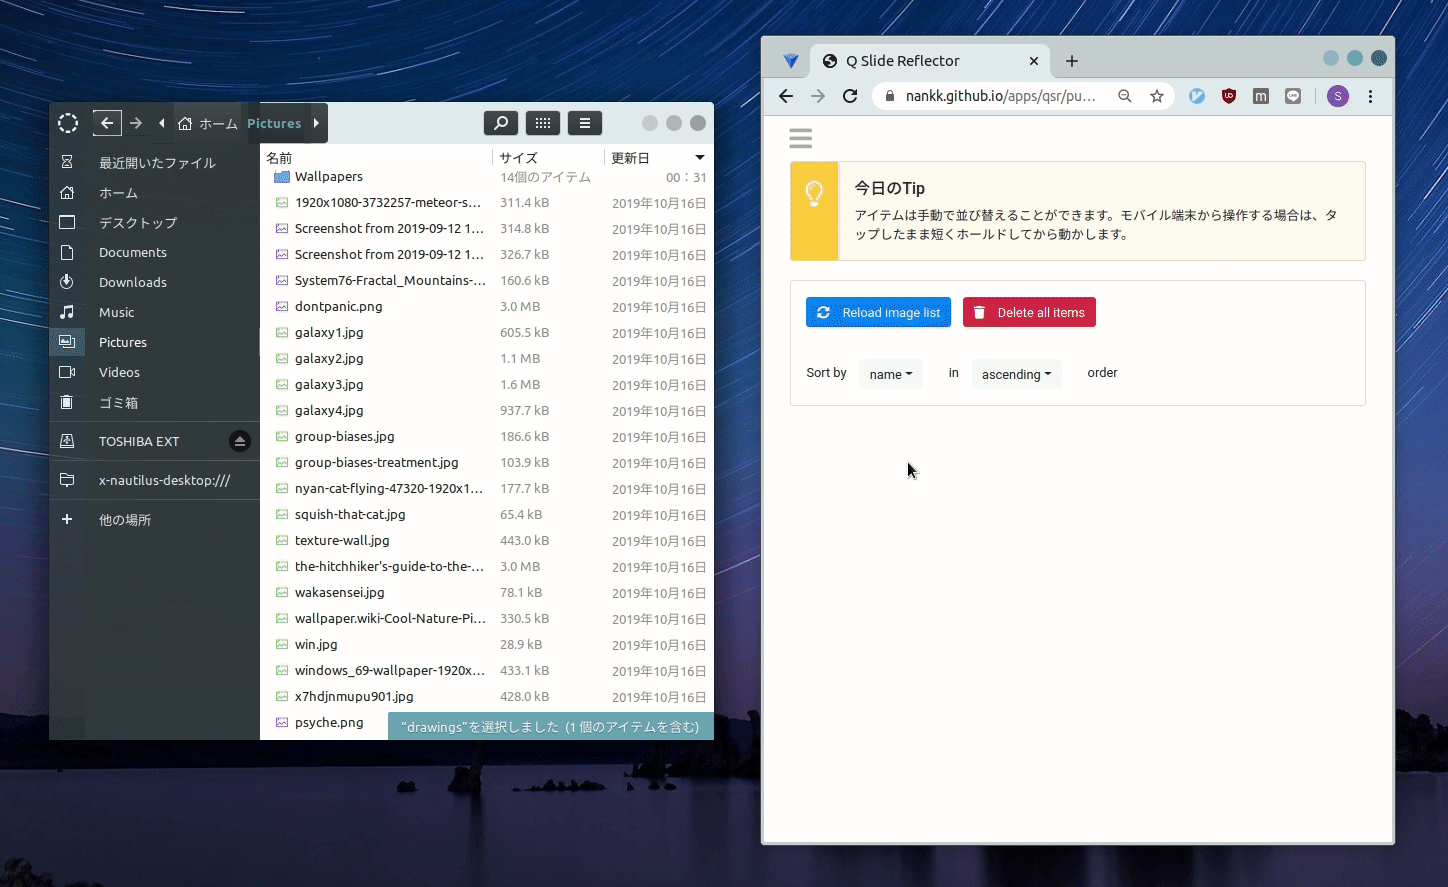 ホーム
Pictures
最近開いたファイル
ホーム
デスクトップ
Documents
Downloads
Music
Pictures
Videos
ゴミ箱
TOSHIBA EXT
x-nautilus-desktop:///
他の場所
名前 サイズ 更新日
Wallpapers 14個のアイテム 00：31
1920x1080-3732257-meteor-s... 311.4 kB 2019年10月16日
Screenshot from 2019-09-12 1... 314.8 kB 2019年10月16日
Screenshot from 2019-09-12 1... 326.7 kB 2019年10月16日
System76-Fractal_Mountains-... 160.6 kB 2019年10月16日
dontpanic.png 3.0 MB 2019年10月16日
galaxy1.jpg 605.5 kB 2019年10月16日
galaxy2.jpg 1.1 MB 2019年10月16日
galaxy3.jpg 1.6 MB 2019年10月16日
galaxy4.jpg 937.7 kB 2019年10月16日
group-biases.jpg 186.6 kB 2019年10月16日
group-biases-treatment.jpg 103.9 kB 2019年10月16日
nyan-cat-flying-47320-1920x1... 177.7 kB 2019年10月16日
squish-that-cat.jpg 65.4 kB 2019年10月16日
texture-wall.jpg 443.0 kB 2019年10月16日
the-hitchhiker's-guide-to-the-... 3.0 MB 2019年10月16日
wakasensei.jpg 78.1 kB 2019年10月16日
wallpaper.wiki-Cool-Nature-Pi... 330.5 kB 2019年10月16日
win.jpg 28.9 kB 2019年10月16日
windows_69-wallpaper-1920x... 433.1 kB 2019年10月16日
x7hdjnmupu901.jpg 428.0 kB 2019年10月16日
psyche.png
“drawings”を選択しました (1 個のアイテムを含む)
Q Slide Reflector
nankk.github.io/apps/qsr/pu...
UO
m
LINE
S
今日のTip
アイテムは手動で並び替えることができます。モバイル端末から操作する場合は、タ
ップしたまま短くホールドしてから動かします。
Reload image list Delete all items
Sort by name in ascending order